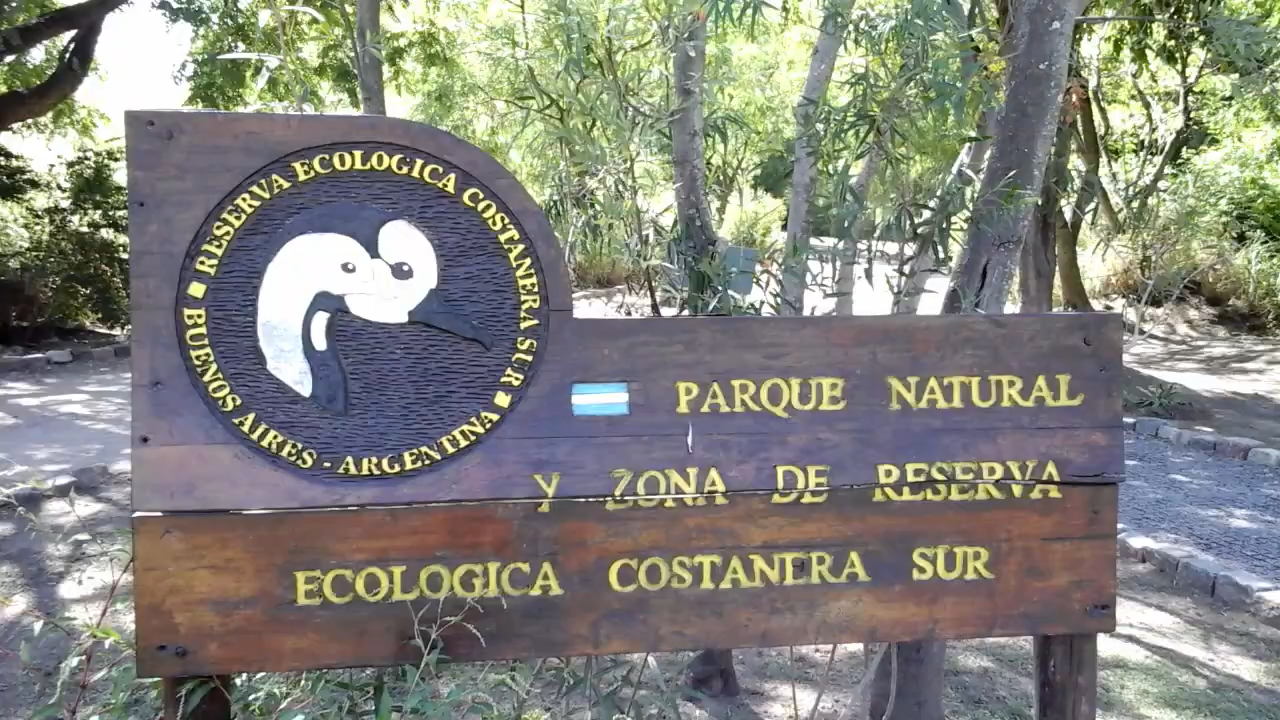 RESERVA ECOLOGICA COSTANERA SUR
BUENOS AIRES - ARGENTINA
PARQUE NATURAL
Y ZONA DE RESERVA
ECOLOGICA COSTANERA SUR